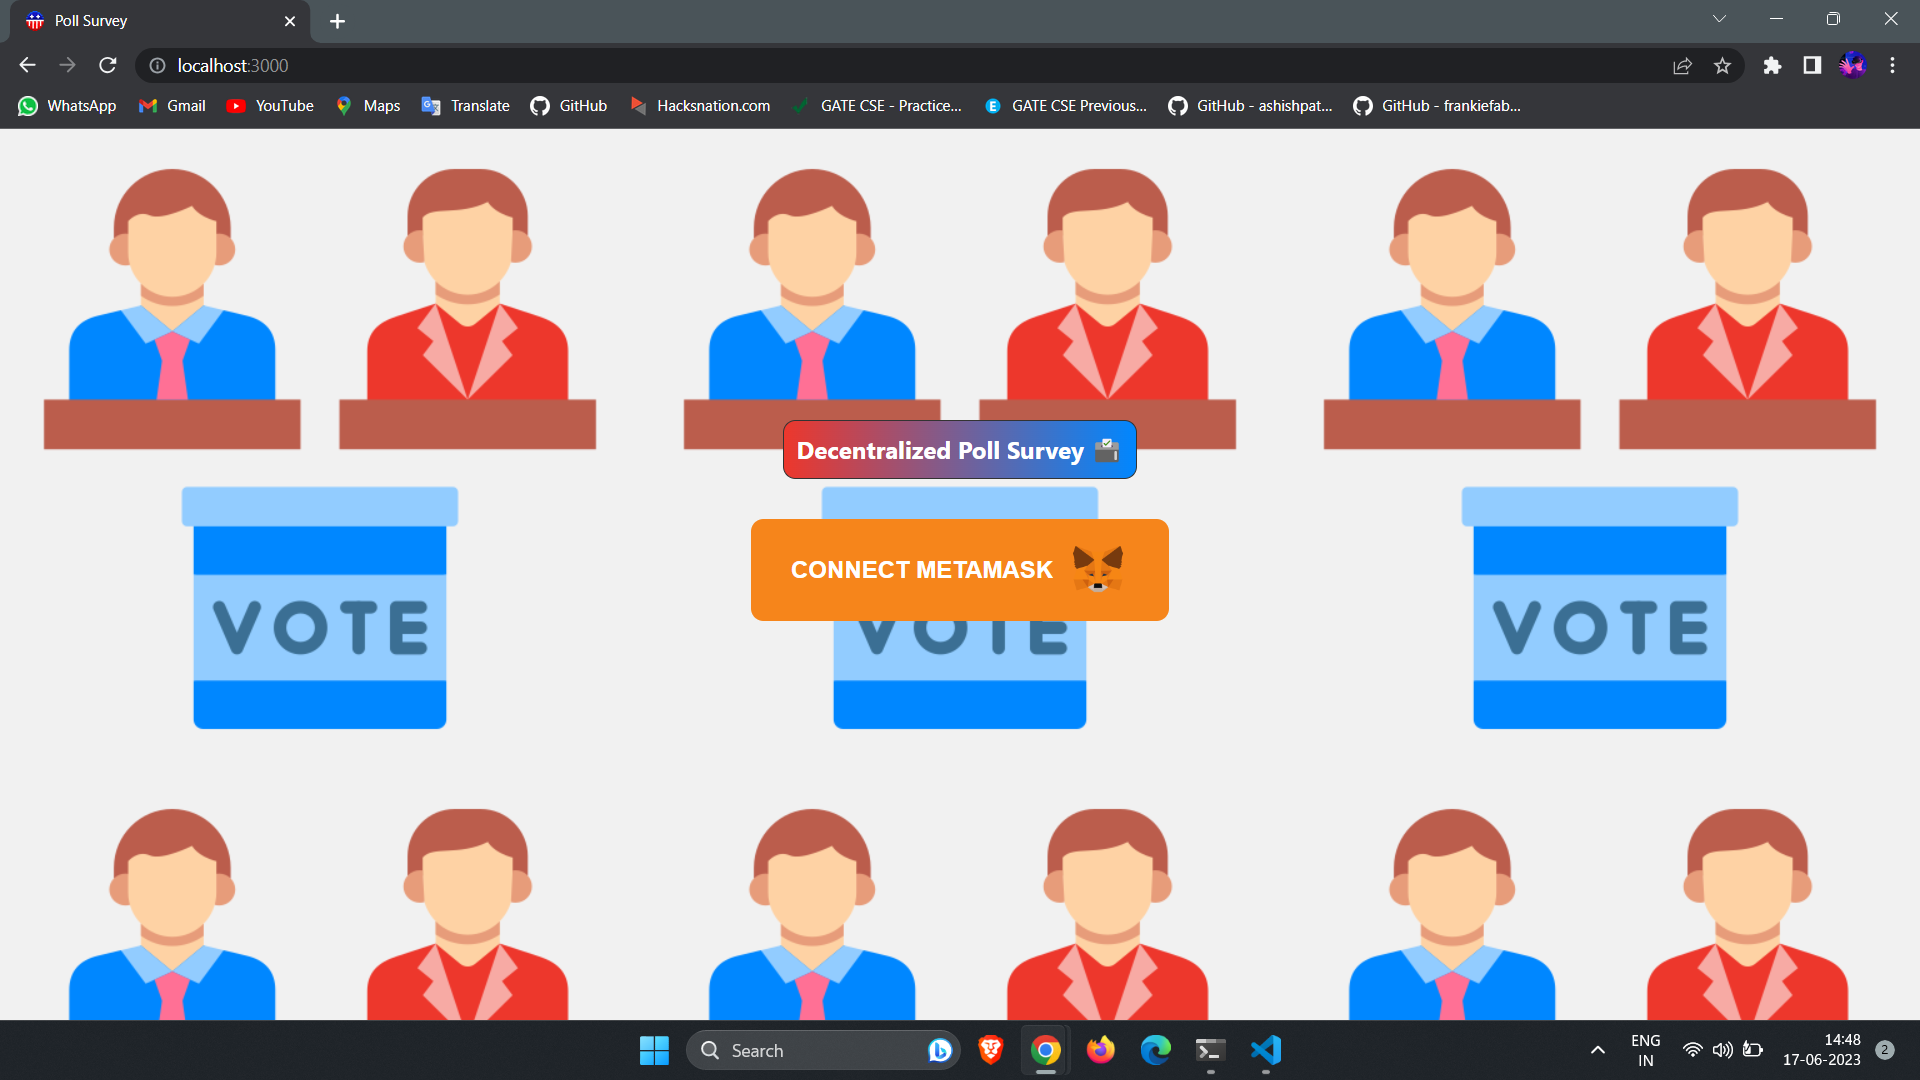 Poll Survey
localhost:3000
WhatsApp Gmail YouTube Maps Translate GitHub Hacksnation.com GATE CSE - Practice... GATE CSE Previous... GitHub - ashishpat... GitHub - frankiefab...
Decentralized Poll Survey
CONNECT METAMASK
VOTE VOTE VOTE
Search
ENG
IN
14:48
17-06-2023
2